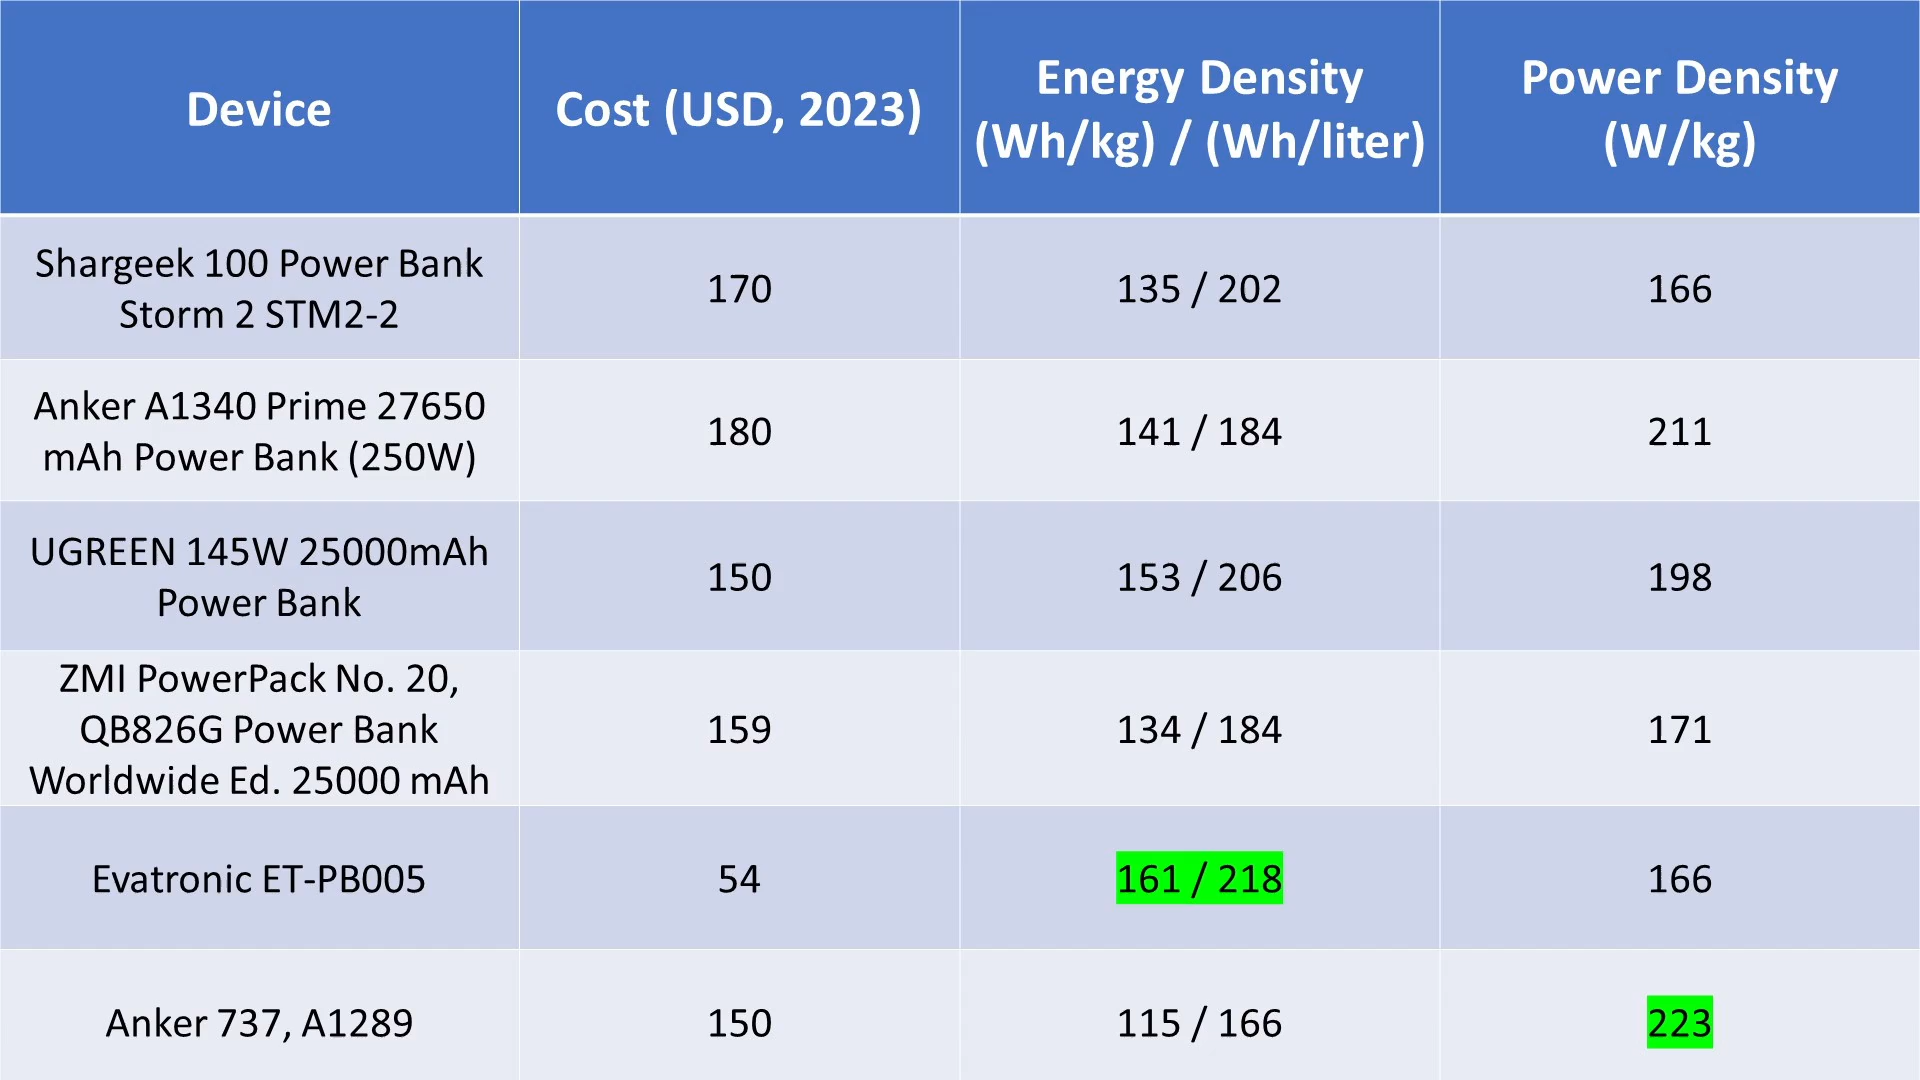 Device
Cost (USD, 2023)
Energy Density
(Wh/kg) / (Wh/liter)
Power Density
(W/kg)
Shargeek 100 Power Bank
Storm 2 STM2-2
170
135 / 202
166
Anker A1340 Prime 27650
mAh Power Bank (250W)
180
141 / 184
211
UGREEN 145W 25000mAh
Power Bank
150
153 / 206
198
ZMI PowerPack No. 20,
QB826G Power Bank
Worldwide Ed. 25000 mAh
159
134 / 184
171
Evatronic ET-PB005
54
161 / 218
166
Anker 737, A1289
150
115 / 166
223